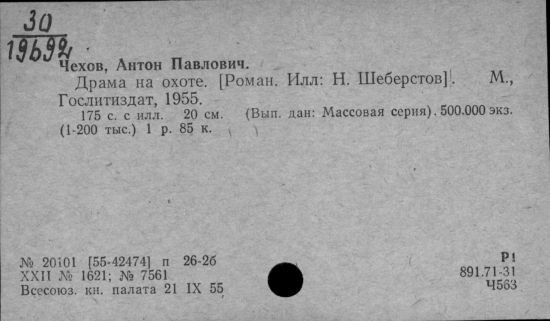 30
19692
Чехов, Антон Павлович.
Драма на охоте. [Роман. Илл: Н. Шеберстов]. М.,
Гослитиздат, 1955.
175 с. с илл. 20 см. (Вып. дан: Массовая серия). 500.000 экз.
(1-200 тыс.) 1 р. 85 к.
№ 20101 [55-42474] п 26-2б
XXII № 1621; № 7561
Всесоюз. кн. палата 21 IX 55
Р1
891.71-31
Ч563